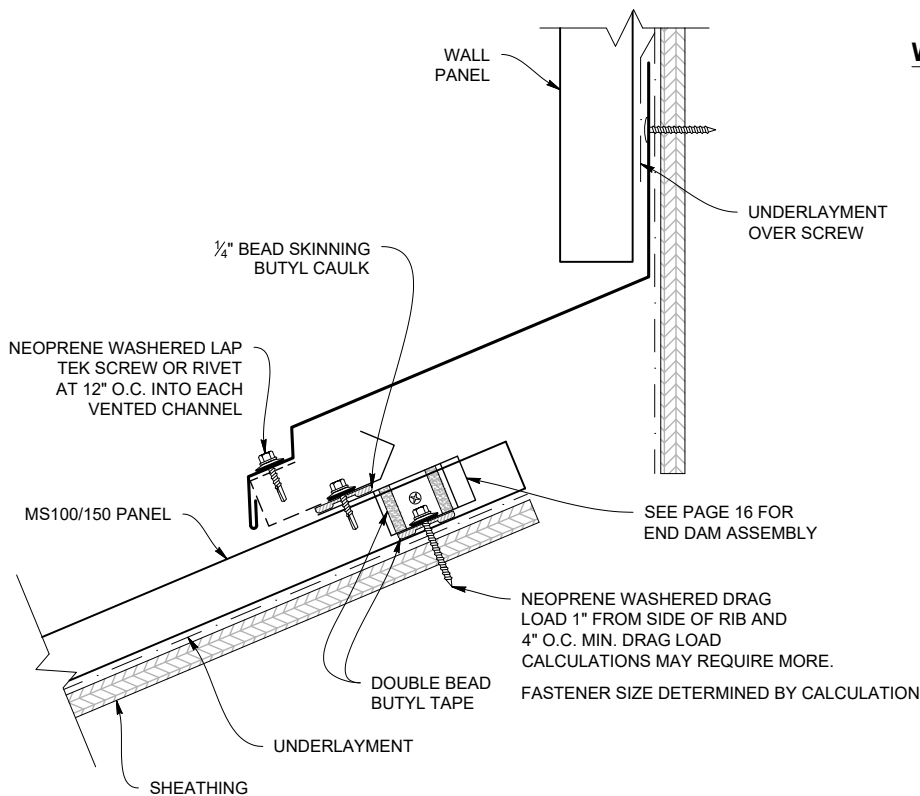 WALL
PANEL
UNDERLAYMENT
OVER SCREW
¼" BEAD SKINNING
BUTYL CAULK
NEOPRENE WASHERED LAP
TEK SCREW OR RIVET
AT 12" O.C. INTO EACH
VENTED CHANNEL
MS100/150 PANEL
SEE PAGE 16 FOR
END DAM ASSEMBLY
NEOPRENE WASHERED DRAG
LOAD 1" FROM SIDE OF RIB AND
4" O.C. MIN. DRAG LOAD
CALCULATIONS MAY REQUIRE MORE.
FASTENER SIZE DETERMINED BY CALCULATION
DOUBLE BEAD
BUTYL TAPE
UNDERLAYMENT
SHEATHING